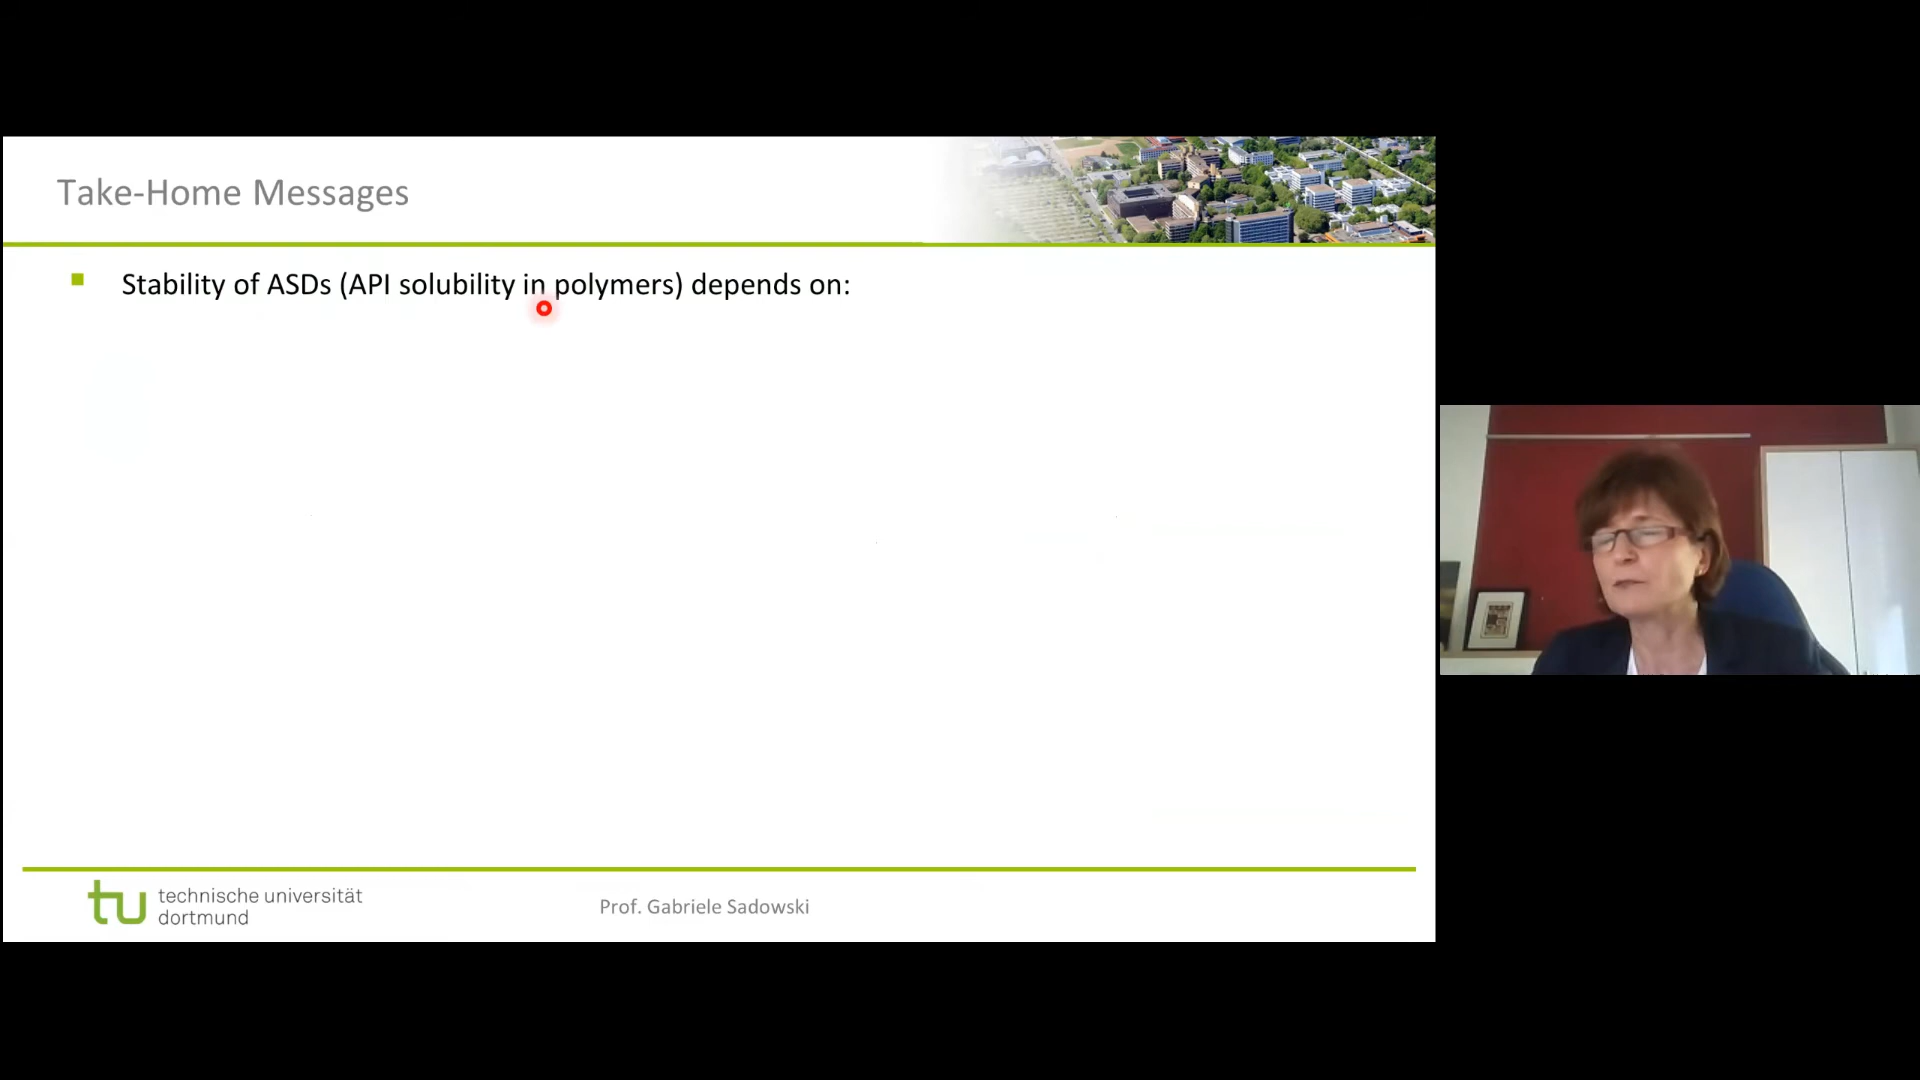 Take-Home Messages
Stability of ASDs (API solubility in polymers) depends on:
tu technische universität
dortmund
Prof. Gabriele Sadowski